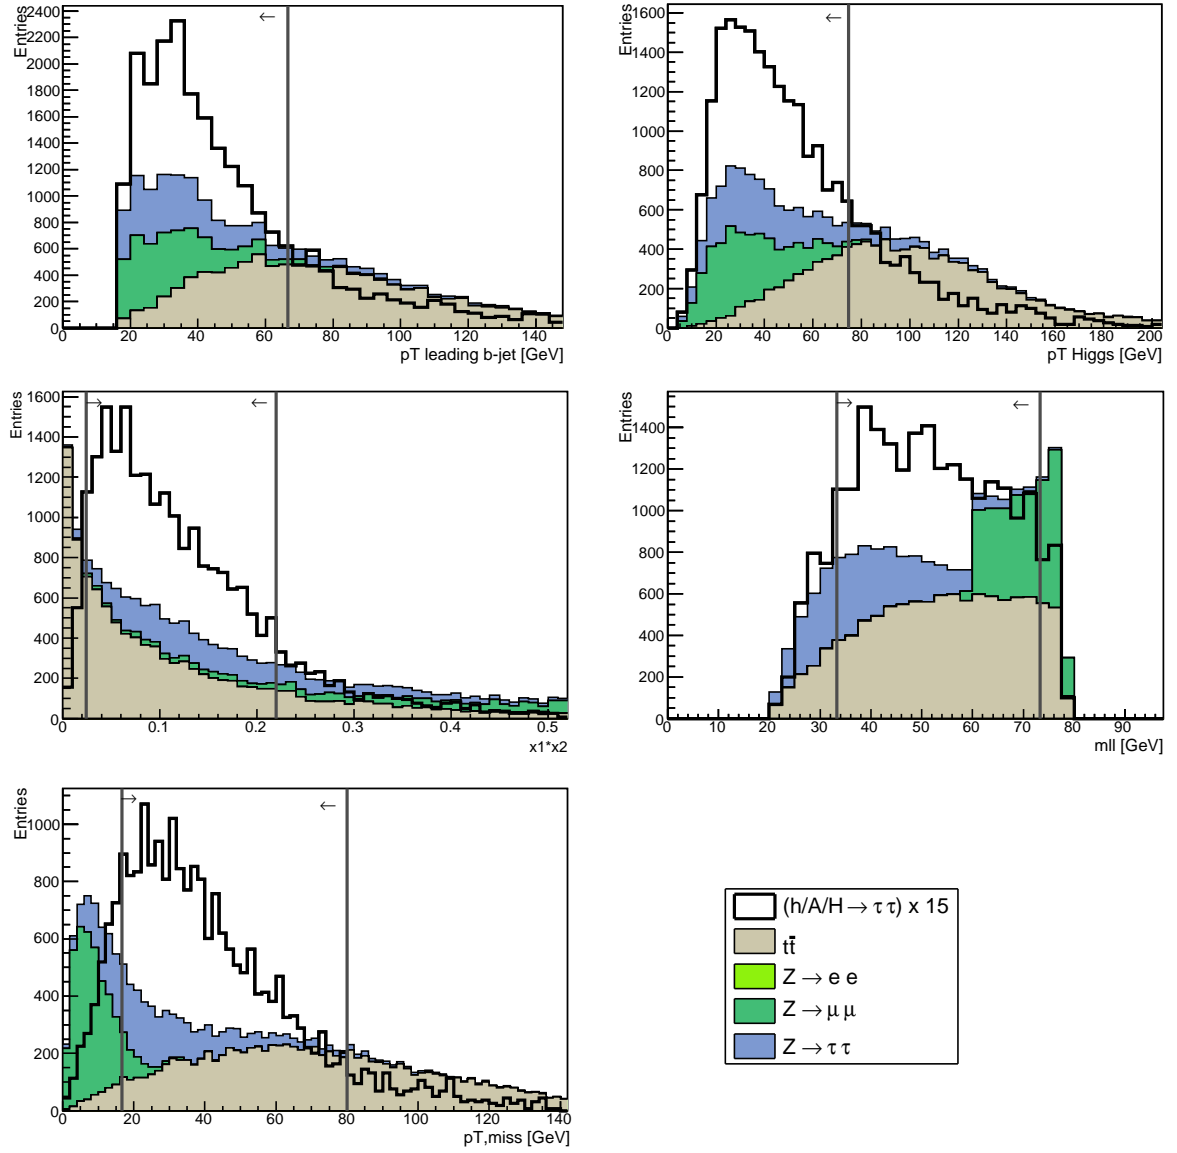 Entries
2400
2200
2000
1800
1600
1400
1200
1000
800
600
400
200
0
←
0 20 40 60 80 100 120 140
pT leading b-jet [GeV]
Entries
1600
1400
1200
1000
800
600
400
200
0
←
0 20 40 60 80 100 120 140 160 180 200
pT Higgs [GeV]
Entries
1600
1400
1200
1000
800
600
400
200
0
→ ←
0 0.1 0.2 0.3 0.4 0.5
x1*x2
Entries
1400
1200
1000
800
600
400
200
0
→ ←
0 10 20 30 40 50 60 70 80 90
mll [GeV]
Entries
1000
800
600
400
200
0
→ ←
0 20 40 60 80 100 120 140
pT,miss [GeV]
(h/A/H → τ τ) x 15
tt̄
Z → e e
Z → μ μ
Z → τ τ